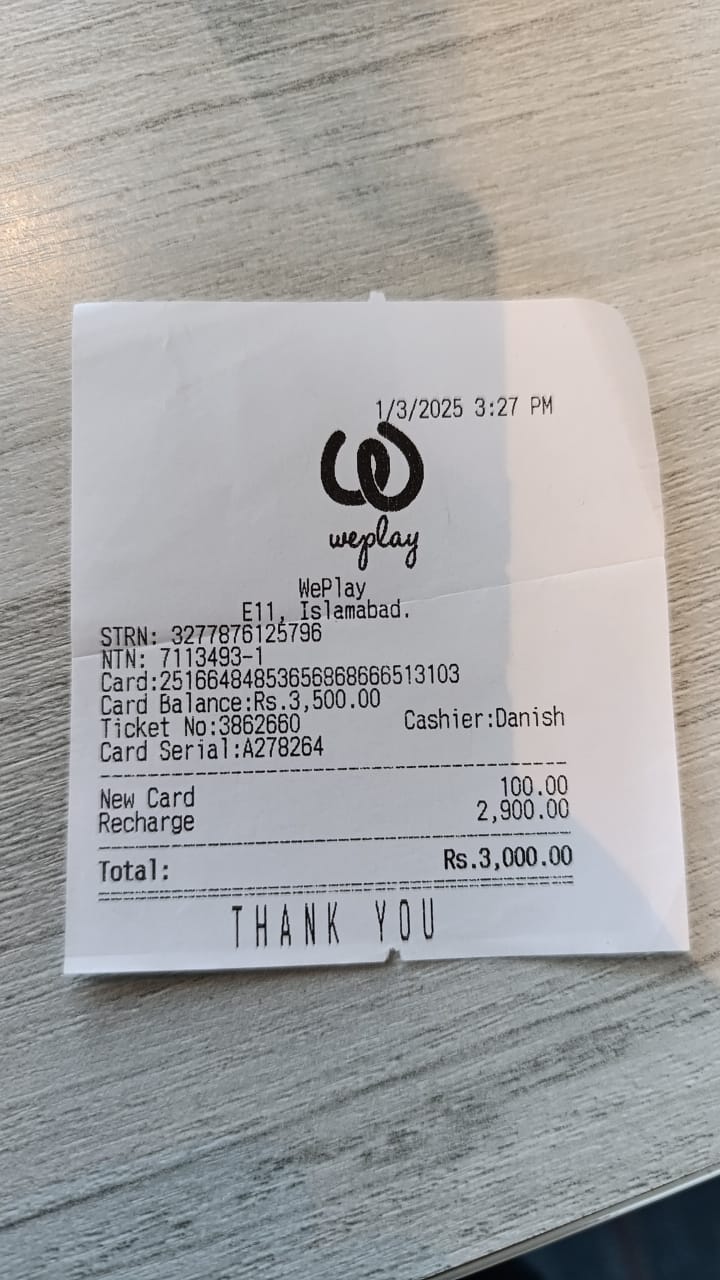 1/3/2025 3:27 PM
weplay
WePlay
E11, Islamabad.
STRN: 3277876125796
NTN: 7113493-1
Card:25166484853656868666513103
Card Balance:Rs.3,500.00
Ticket No:3862660 Cashier:Danish
Card Serial:A278264
New Card 100.00
Recharge 2,900.00
Total: Rs.3,000.00
THANK YOU